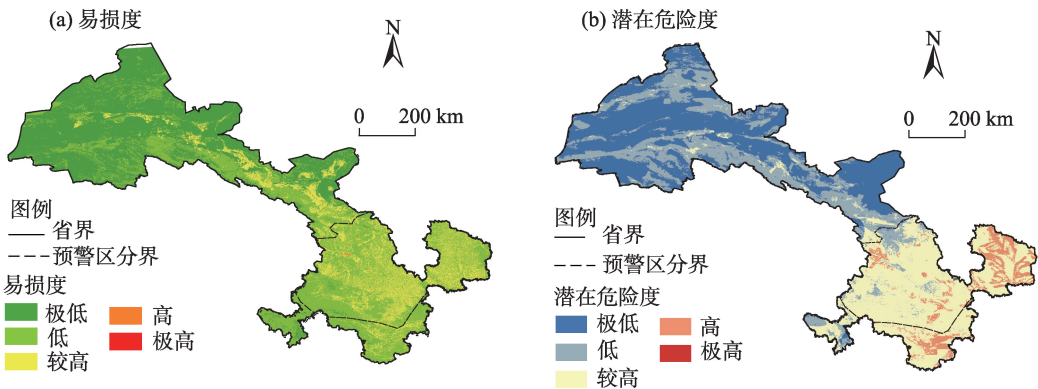 (a) 易损度
N
0 200 km
图例
省界
预警区分界
易损度
极低 高
低 极高
较高
(b) 潜在危险度
N
0 200 km
图例
省界
预警区分界
潜在危险度
极低 高
低 极高
较高